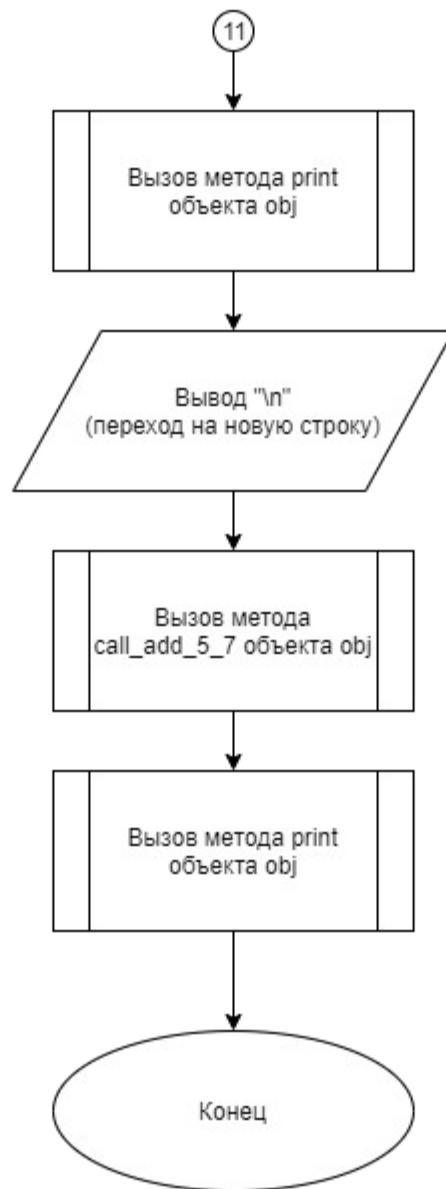 11
Вызов метода print
объекта obj
Вывод "\n"
(переход на новую строку)
Вызов метода
call_add_5_7 объекта obj
Вызов метода print
объекта obj
Конец